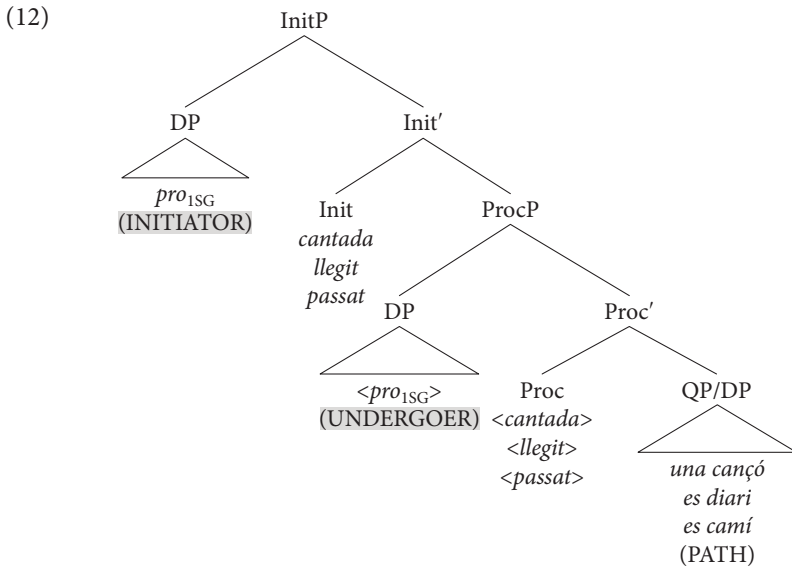 (12)
InitP
DP
Init′
pro1SG
(INITIATOR)
Init
cantada
llegit
passat
ProcP
DP
Proc′
<pro1SG>
(UNDERGOER)
Proc
<cantada>
<llegit>
<passat>
QP/DP
una cançó
es diari
es camí
(PATH)